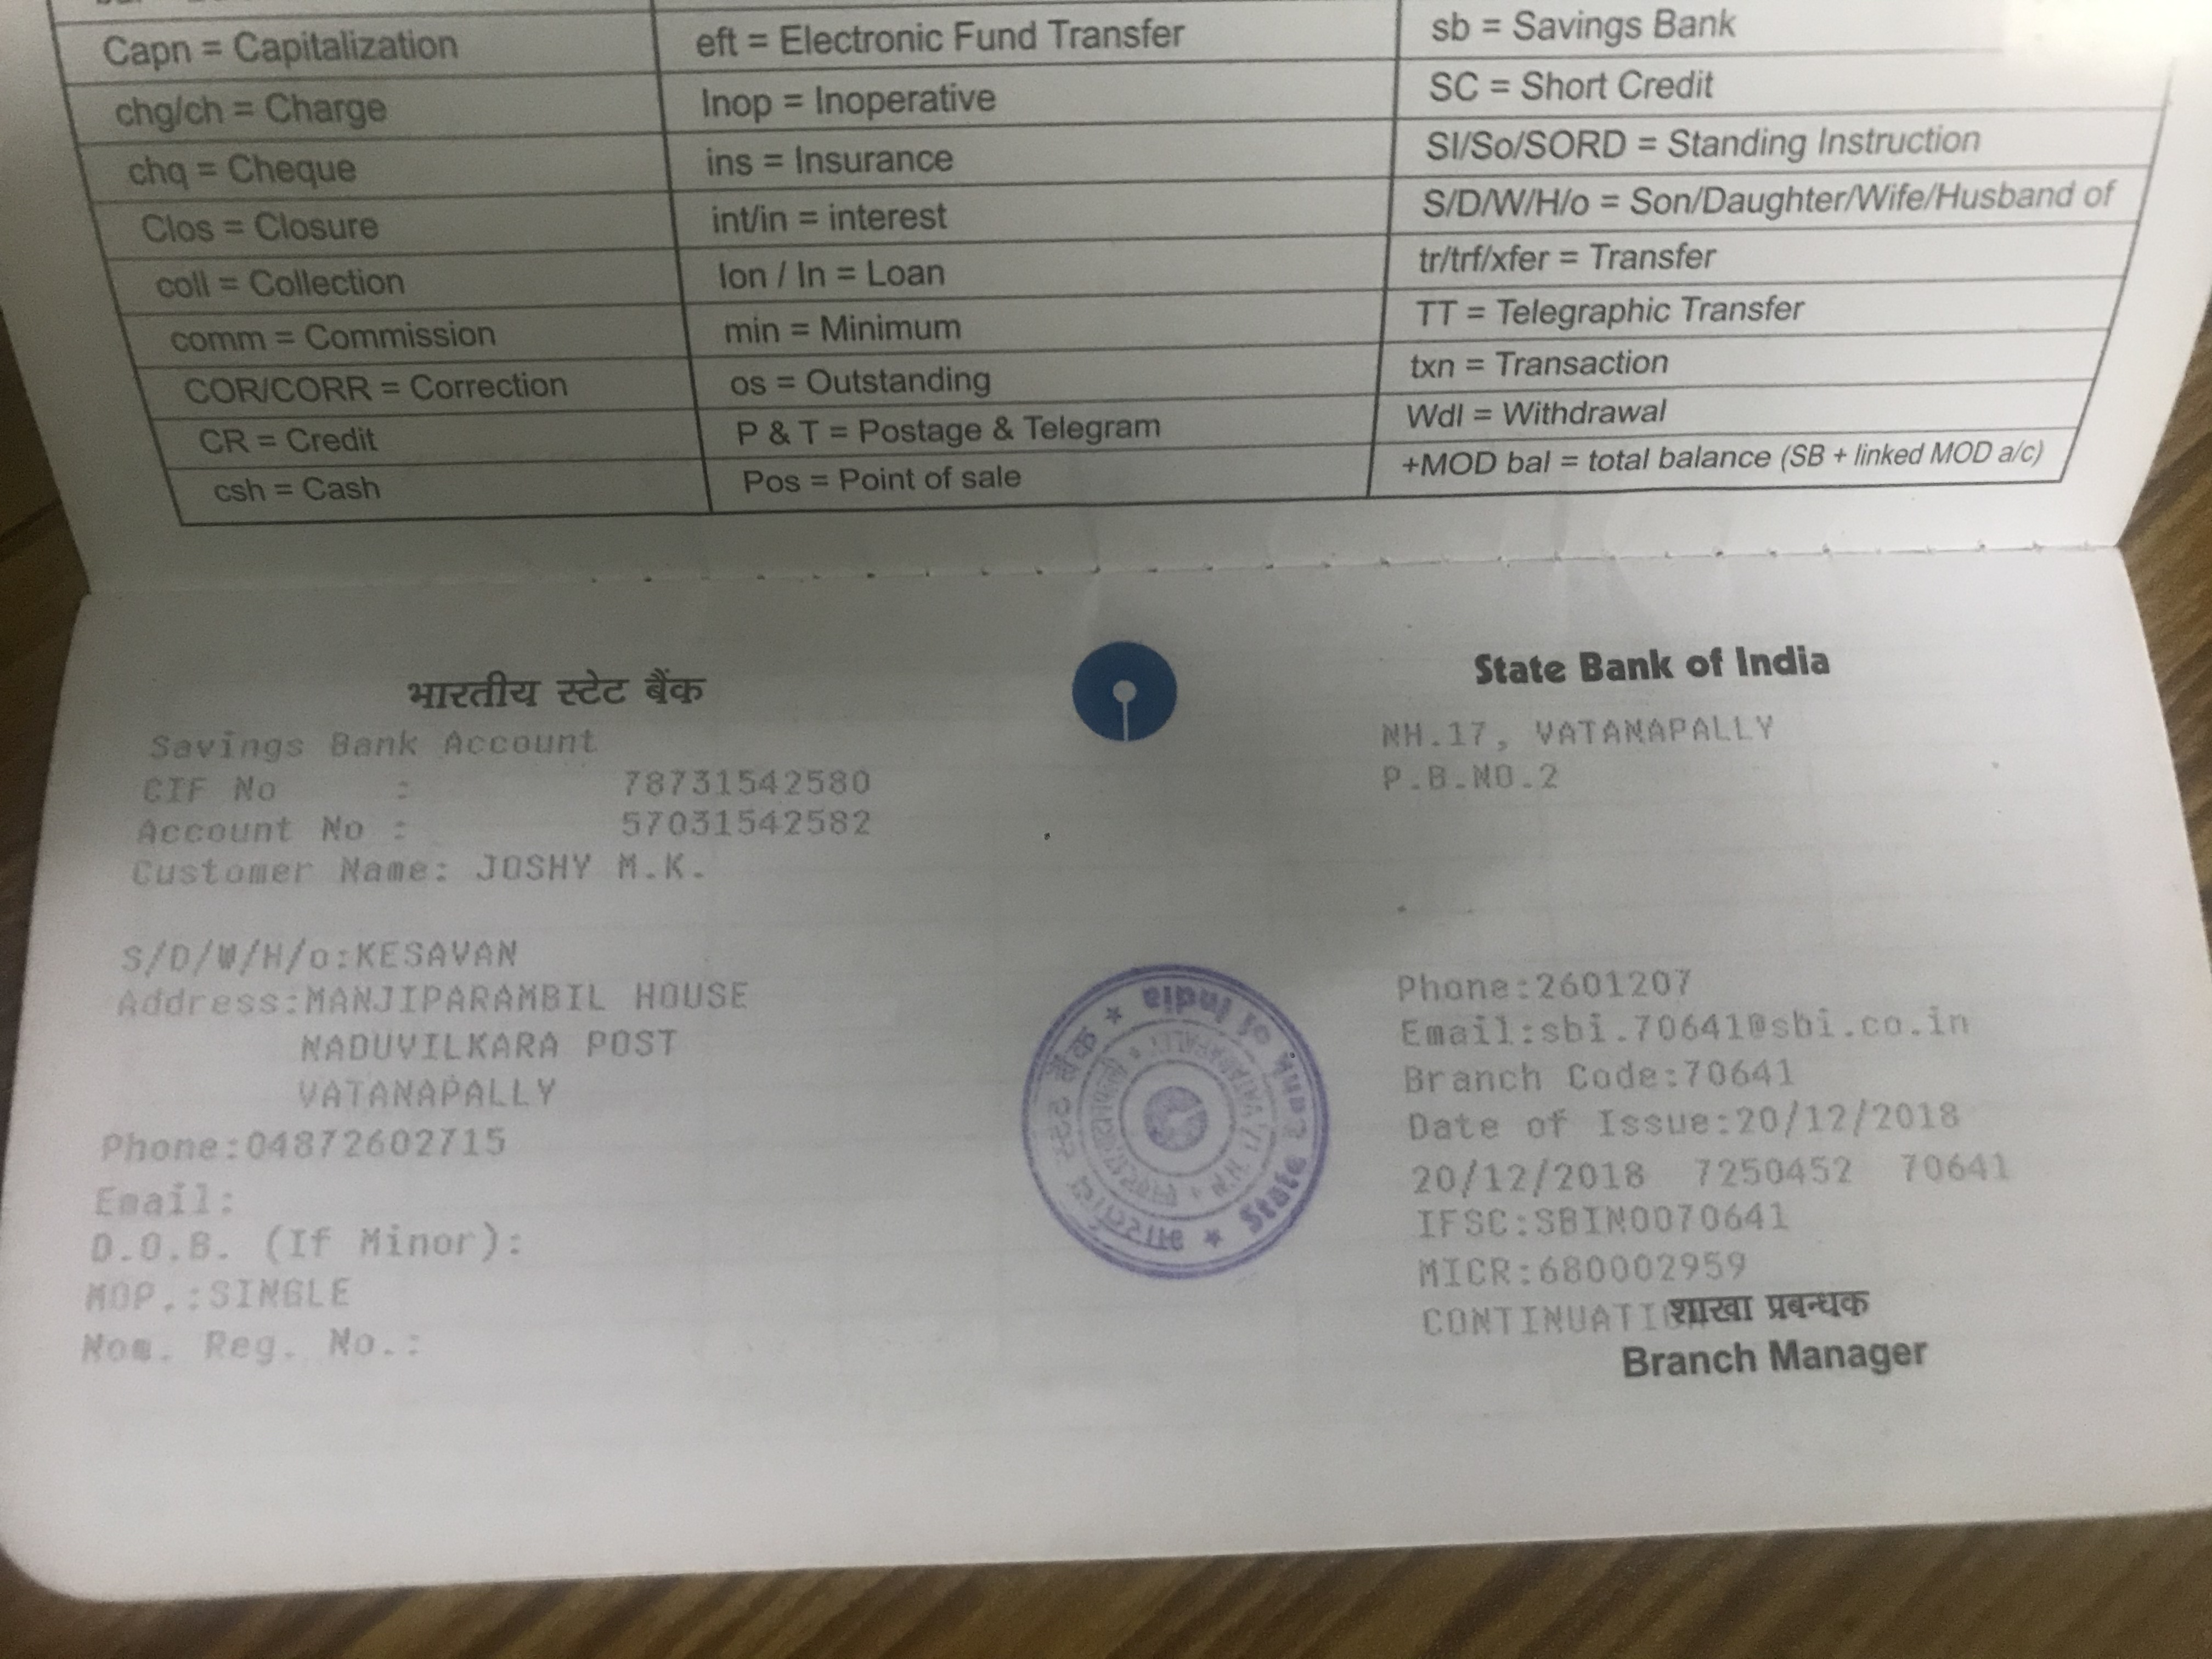 Capn = Capitalization eft = Electronic Fund Transfer sb = Savings Bank
chg/ch = Charge Inop = Inoperative SC = Short Credit
chq = Cheque ins = Insurance SI/So/SORD = Standing Instruction
Clos = Closure int/in = interest S/D/W/H/o = Son/Daughter/Wife/Husband of
coll = Collection lon / ln = Loan tr/trf/xfer = Transfer
comm = Commission min = Minimum TT = Telegraphic Transfer
COR/CORR = Correction os = Outstanding txn = Transaction
CR = Credit P & T = Postage & Telegram Wdl = Withdrawal
csh = Cash Pos = Point of sale +MOD bal = total balance (SB + linked MOD a/c)
भारतीय स्टेट बैंक State Bank of India
Savings Bank Account NH.17, VATANAPALLY
CIF No : 78731542580 P.B.NO.2
Account No : 57031542582
Customer Name: JOSHY M.K.
S/D/W/H/o:KESAVAN Phone:2601207
Address:MANJIPARAMBIL HOUSE Email:sbi.70641@sbi.co.in
NADUVILKARA POST Branch Code:70641
VATANAPALLY Date of Issue:20/12/2018
Phone:04872602715 20/12/2018 7250452 70641
Email: IFSC:SBIN0070641
D.O.B. (If Minor): MICR:680002959
MOP.:SINGLE CONTINUATI शाखा प्रबन्धक
Nom. Reg. No.: Branch Manager
भारतीय स्टेट बैंक ★ State Bank of India ★
N.H. 17, VATANAPALLY